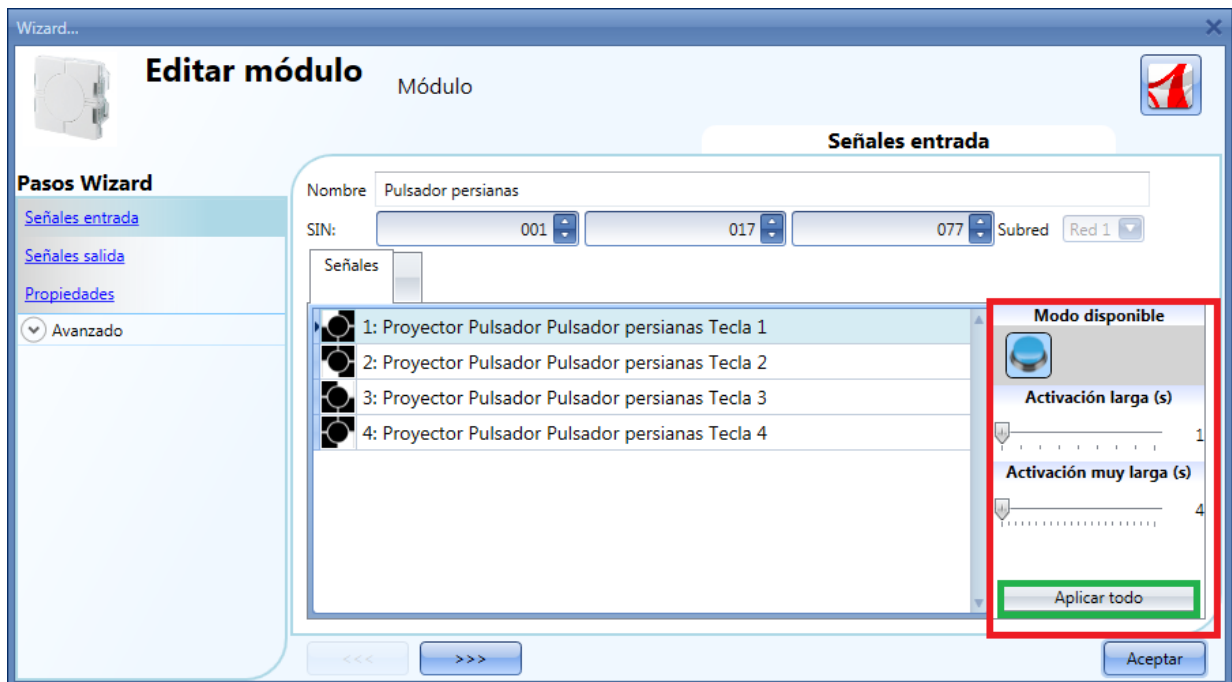 Wizard...
Editar módulo
Módulo
Señales entrada
Pasos Wizard
Señales entrada
Señales salida
Propiedades
Avanzado
Nombre Pulsador persianas
SIN: 001 017 077 Subred Red 1
Señales
1: Proyector Pulsador Pulsador persianas Tecla 1
2: Proyector Pulsador Pulsador persianas Tecla 2
3: Proyector Pulsador Pulsador persianas Tecla 3
4: Proyector Pulsador Pulsador persianas Tecla 4
Modo disponible
Activación larga (s)
1
Activación muy larga (s)
4
Aplicar todo
<<< >>> Aceptar